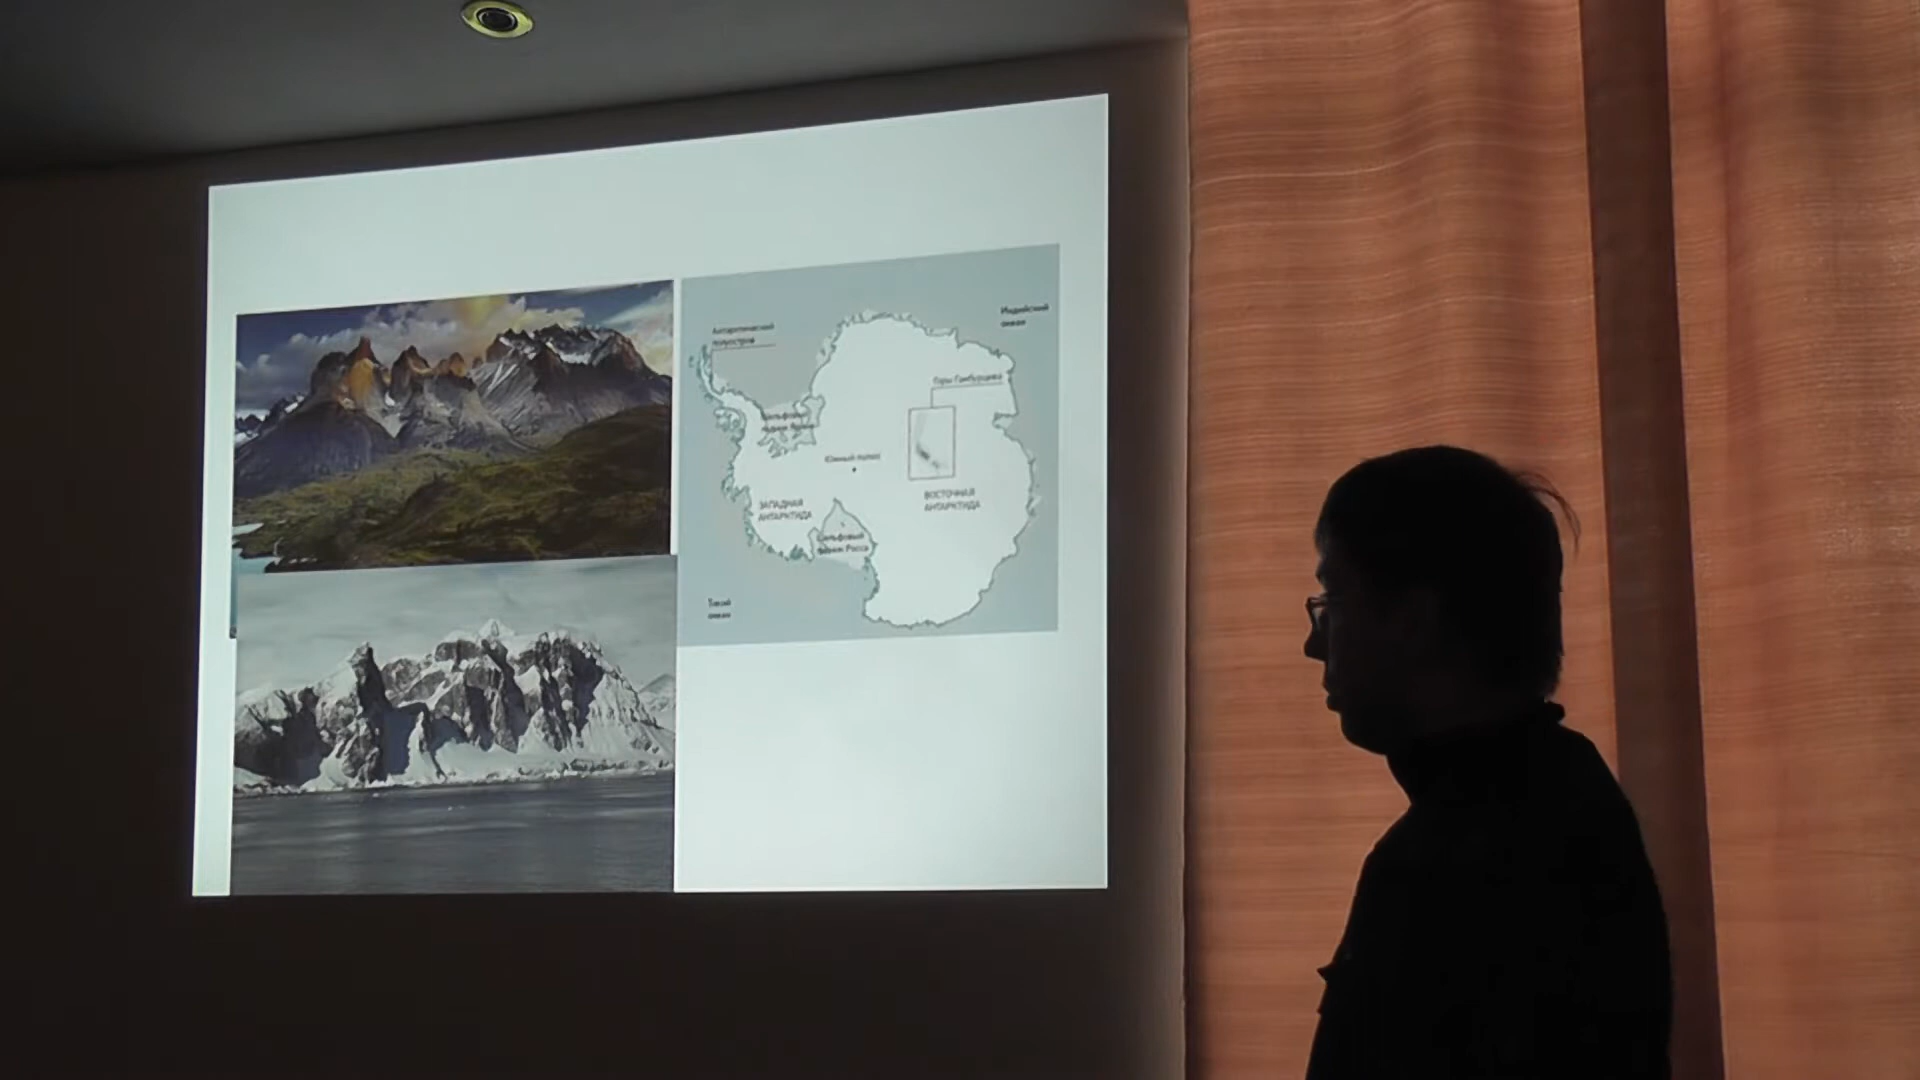 Антарктический
полуостров
Индийский
океан
Горы Гамбурцева
Шельфовый
ледник Ронне
Южный полюс
ВОСТОЧНАЯ
АНТАРКТИДА
ЗАПАДНАЯ
АНТАРКТИДА
Шельфовый
ледник Росса
Тихий
океан